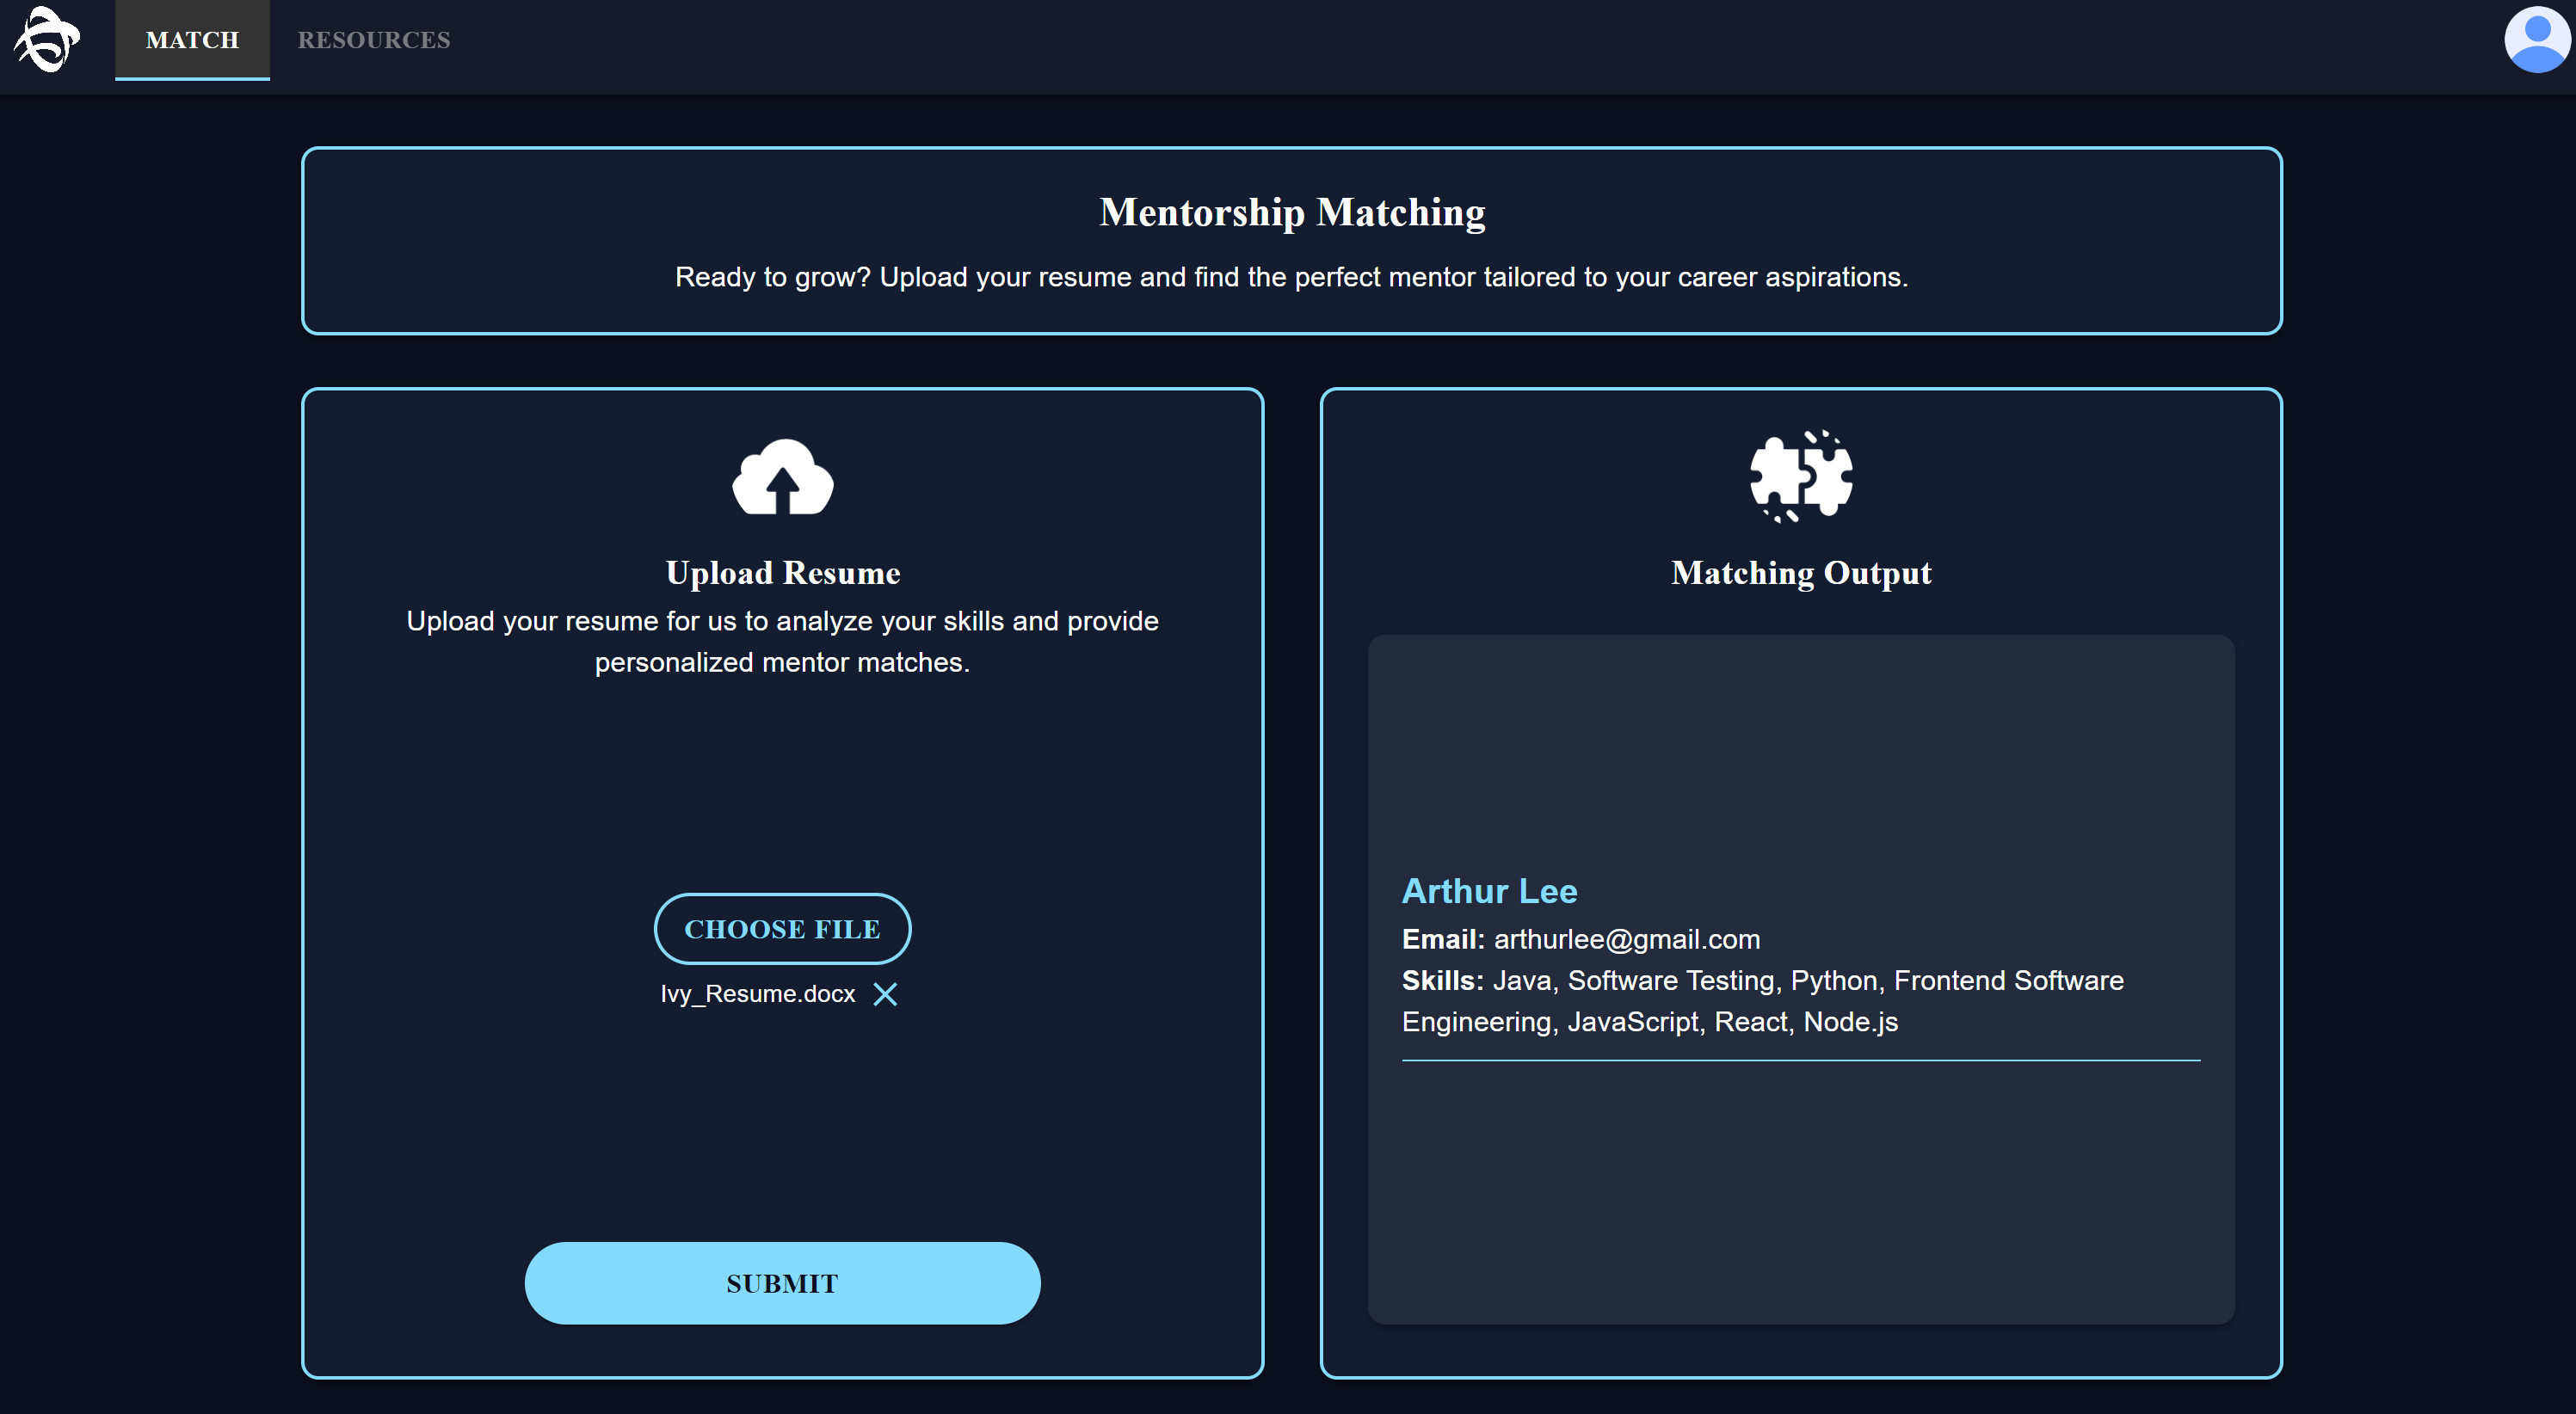 MATCH
RESOURCES
Mentorship Matching
Ready to grow? Upload your resume and find the perfect mentor tailored to your career aspirations.
Upload Resume
Upload your resume for us to analyze your skills and provide
personalized mentor matches.
CHOOSE FILE
Ivy_Resume.docx
SUBMIT
Matching Output
Arthur Lee
Email: arthurlee@gmail.com
Skills: Java, Software Testing, Python, Frontend Software
Engineering, JavaScript, React, Node.js